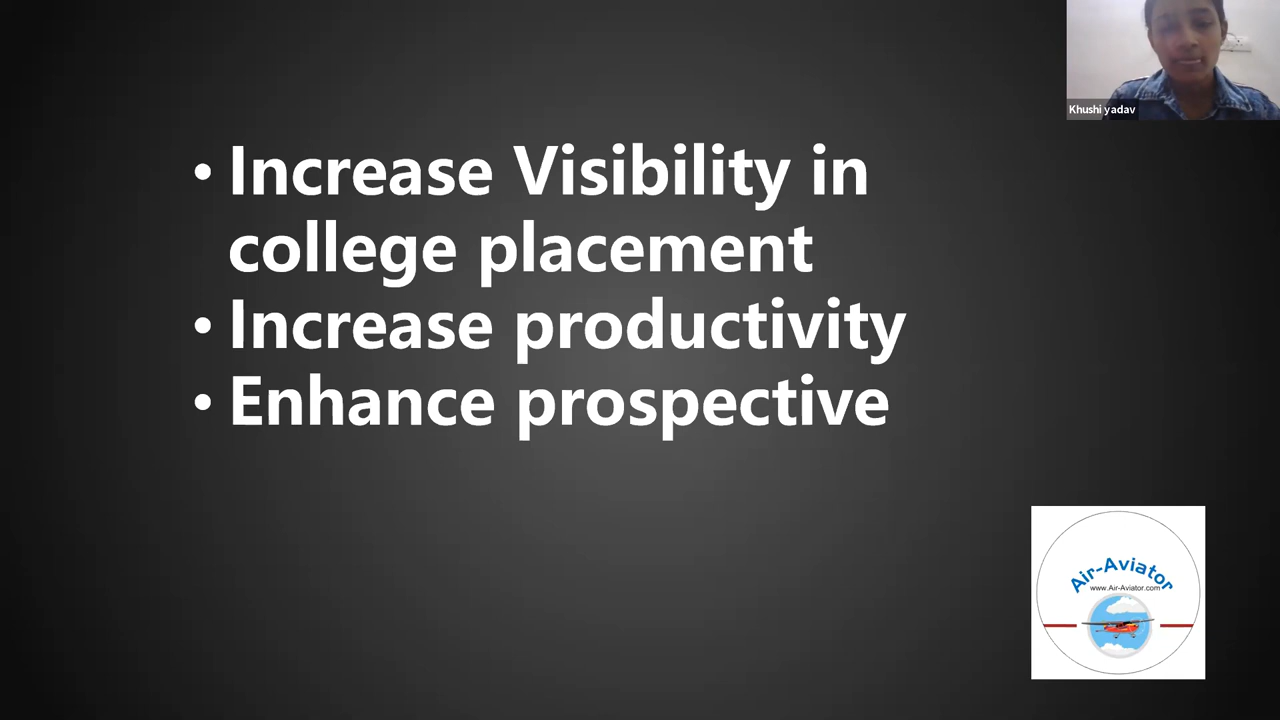 Khushi yadav
• Increase Visibility in
college placement
• Increase productivity
• Enhance prospective
Air-Aviator
www.Air-Aviator.com